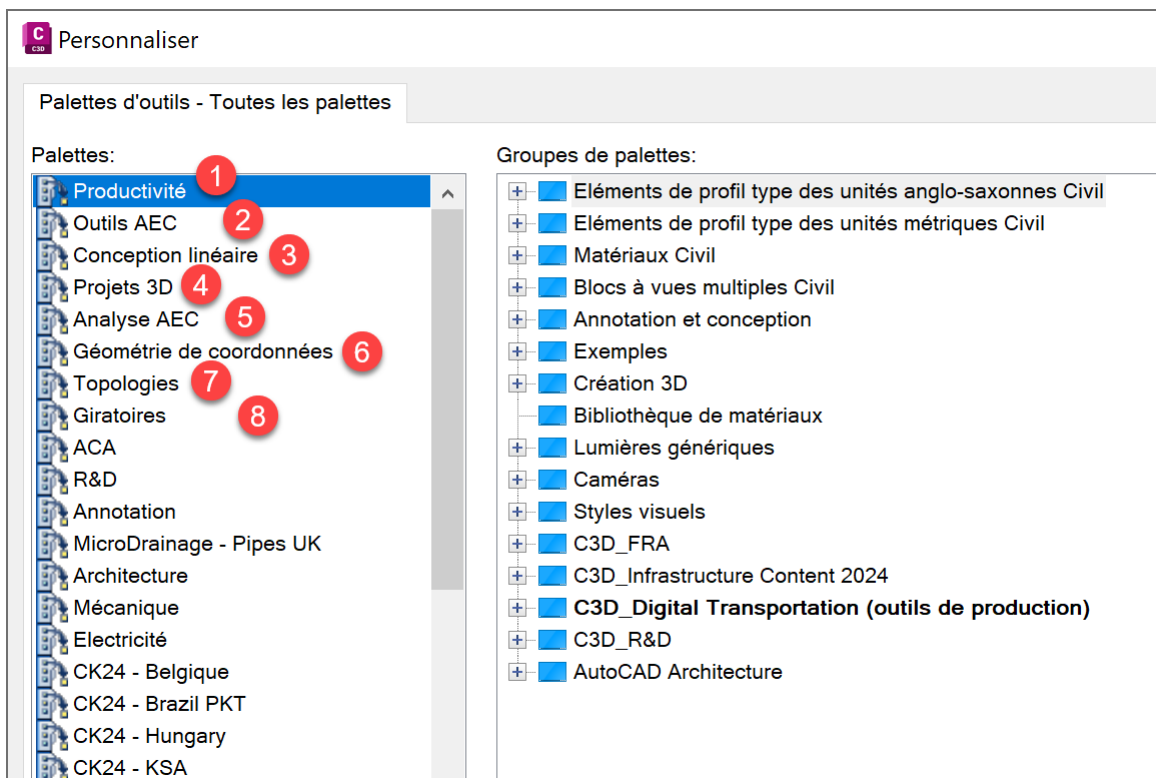 C
C3D
Personnaliser
Palettes d'outils - Toutes les palettes
Palettes:
Productivité 1
Outils AEC 2
Conception linéaire 3
Projets 3D 4
Analyse AEC 5
Géométrie de coordonnées 6
Topologies 7
Giratoires 8
ACA
R&D
Annotation
MicroDrainage - Pipes UK
Architecture
Mécanique
Electricité
CK24 - Belgique
CK24 - Brazil PKT
CK24 - Hungary
CK24 - KSA
Groupes de palettes:
Eléments de profil type des unités anglo-saxonnes Civil
Eléments de profil type des unités métriques Civil
Matériaux Civil
Blocs à vues multiples Civil
Annotation et conception
Exemples
Création 3D
Bibliothèque de matériaux
Lumières génériques
Caméras
Styles visuels
C3D_FRA
C3D_Infrastructure Content 2024
C3D_Digital Transportation (outils de production)
C3D_R&D
AutoCAD Architecture